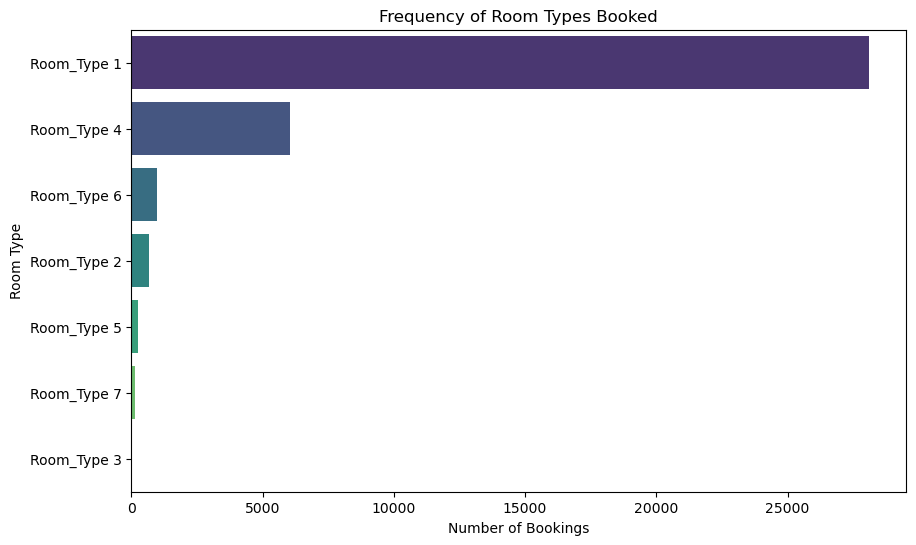 Frequency of Room Types Booked
Room_Type 1
Room_Type 4
Room_Type 6
Room_Type 2
Room_Type 5
Room_Type 7
Room_Type 3
Room Type
0 5000 10000 15000 20000 25000
Number of Bookings